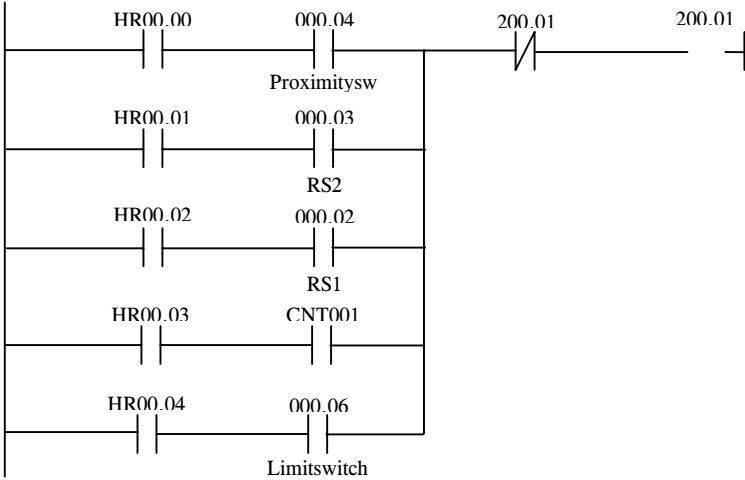 HR00.00 000.04 200.01 200.01
Proximitysw
HR00.01 000.03
RS2
HR00.02 000.02
RS1
HR00.03 CNT001
HR00.04 000.06
Limitswitch